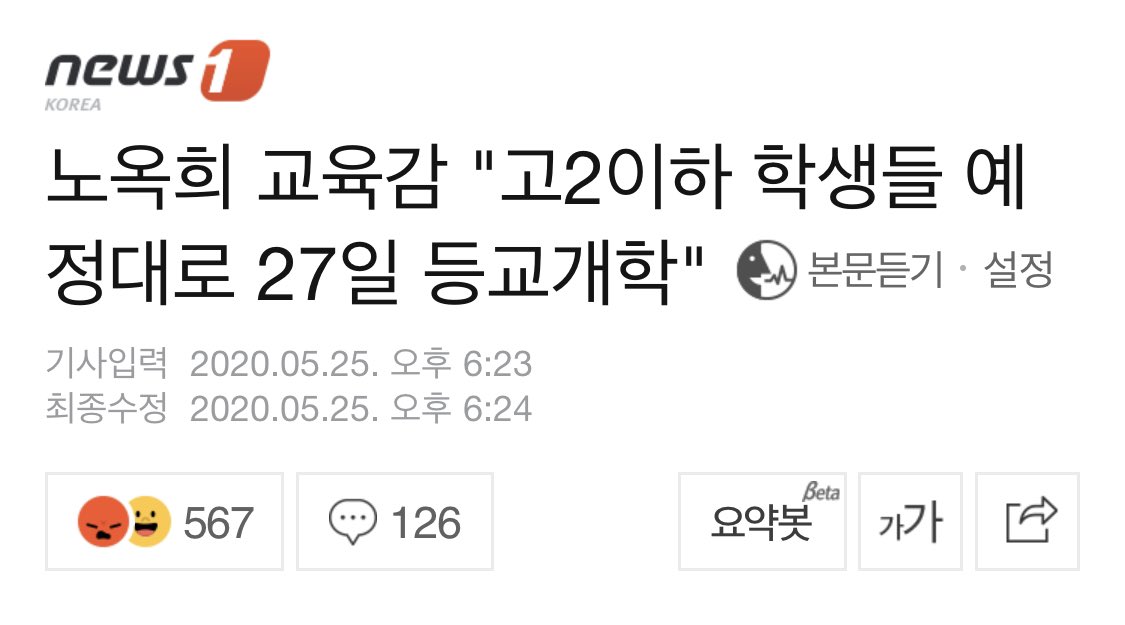 news1
KOREA
노옥희 교육감 "고2이하 학생들 예
정대로 27일 등교개학"
본문듣기 · 설정
기사입력 2020.05.25. 오후 6:23
최종수정 2020.05.25. 오후 6:24
567
126
요약봇 Beta
가가